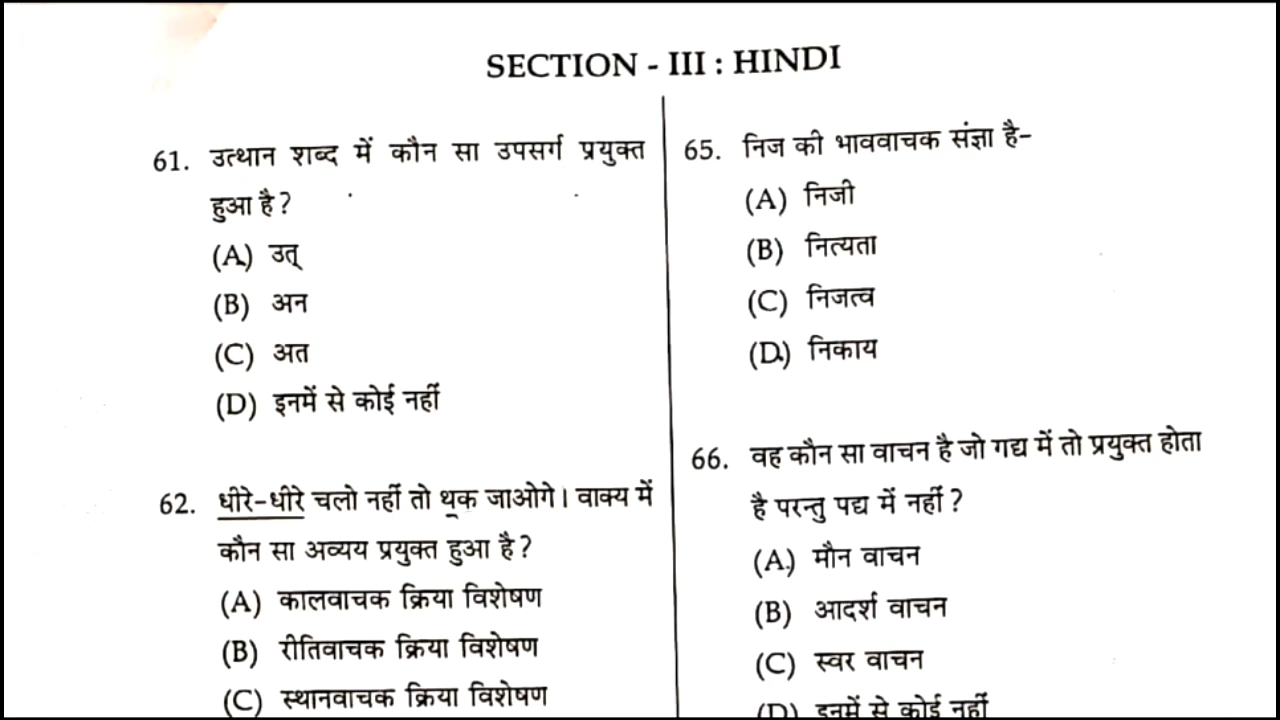 SECTION - III : HINDI
61. उत्थान शब्द में कौन सा उपसर्ग प्रयुक्त
हुआ है?
(A) उत्
(B) अन
(C) अत
(D) इनमें से कोई नहीं
62. धीरे-धीरे चलो नहीं तो थक जाओगे। वाक्य में
कौन सा अव्यय प्रयुक्त हुआ है?
(A) कालवाचक क्रिया विशेषण
(B) रीतिवाचक क्रिया विशेषण
(C) स्थानवाचक क्रिया विशेषण
65. निज की भाववाचक संज्ञा है-
(A) निजी
(B) नित्यता
(C) निजत्व
(D) निकाय
66. वह कौन सा वाचन है जो गद्य में तो प्रयुक्त होता
है परन्तु पद्य में नहीं?
(A) मौन वाचन
(B) आदर्श वाचन
(C) स्वर वाचन
(D) इनमें से कोई नहीं